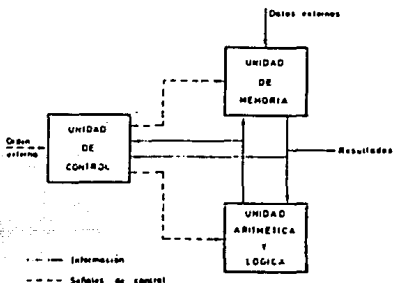 Datos externos
UNIDAD
DE
MEMORIA
Orden
externa
UNIDAD
DE
CONTROL
Resultados
UNIDAD
ARITMETICA
Y
LOGICA
Información
Señales de control